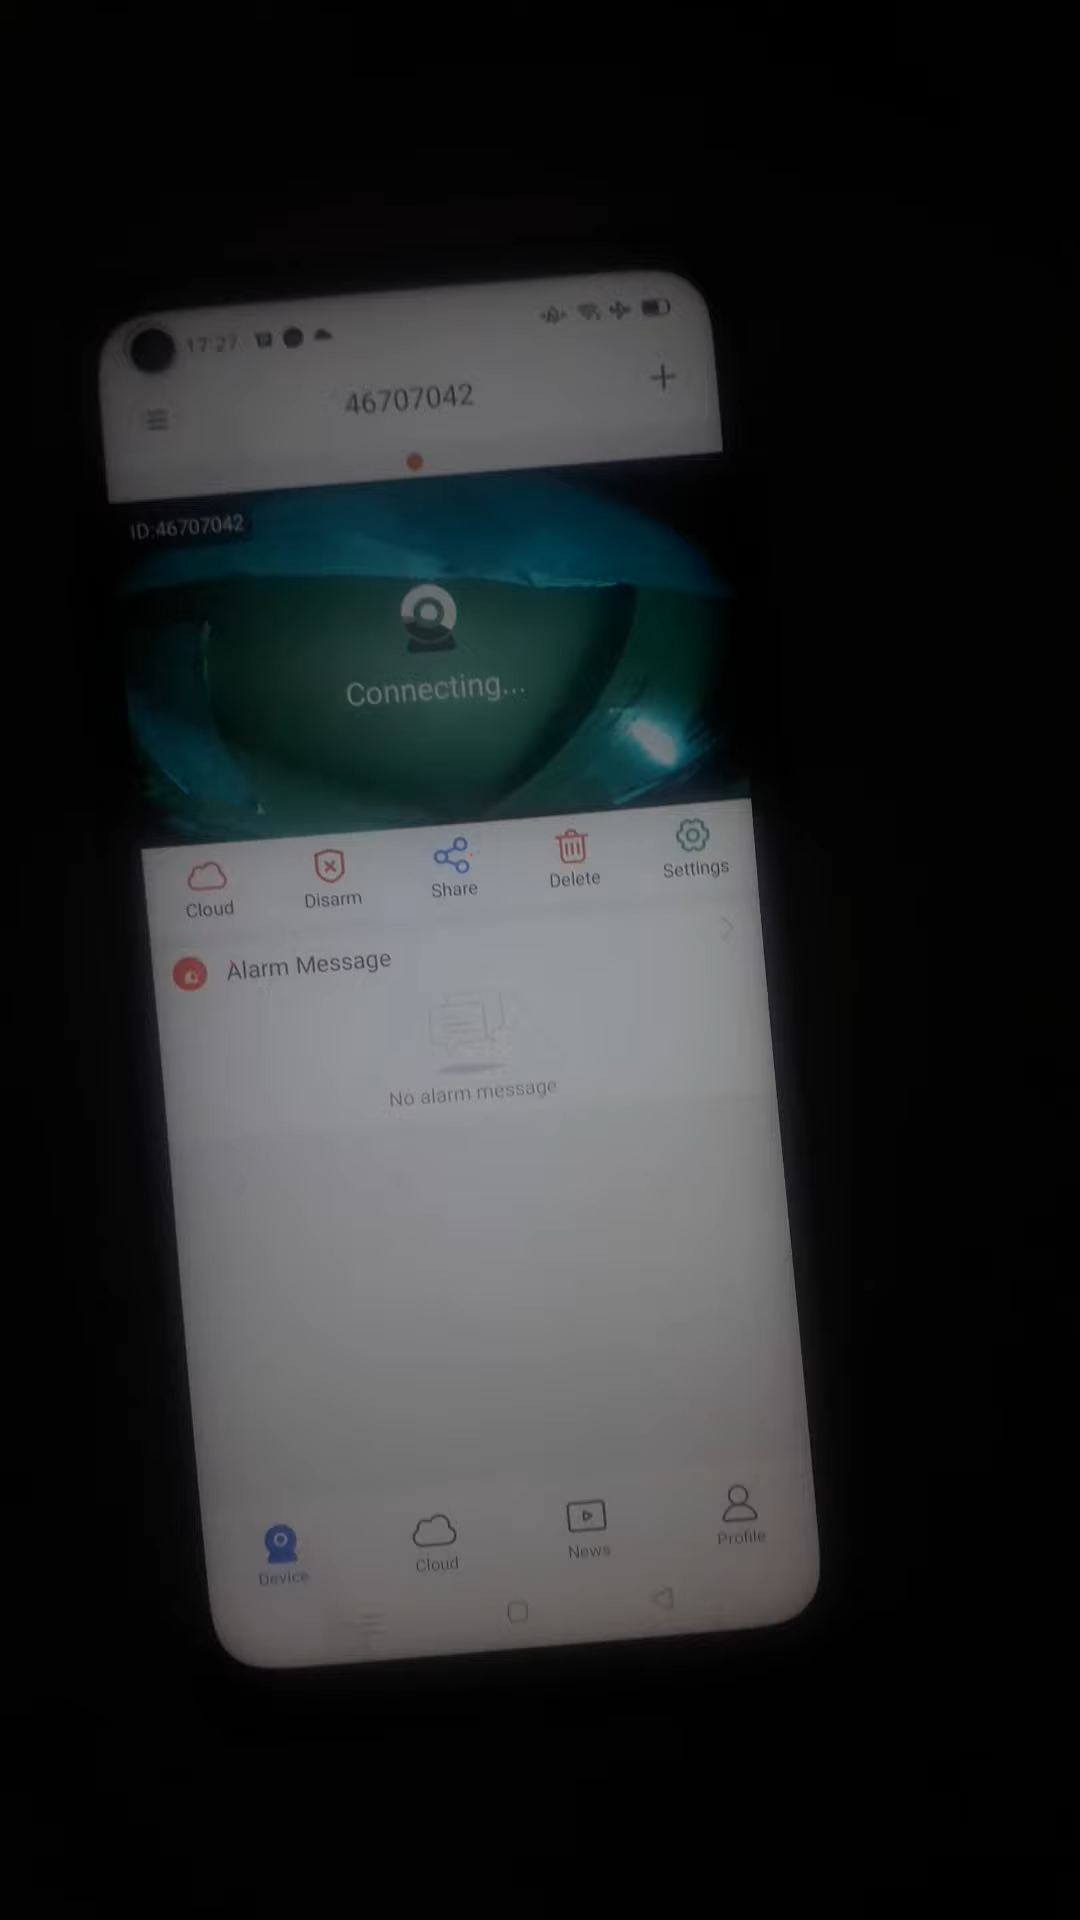 17:27
46707042
ID:46707042
Connecting...
Cloud
Disarm
Share
Delete
Settings
Alarm Message
No alarm message
Device
Cloud
News
Profile